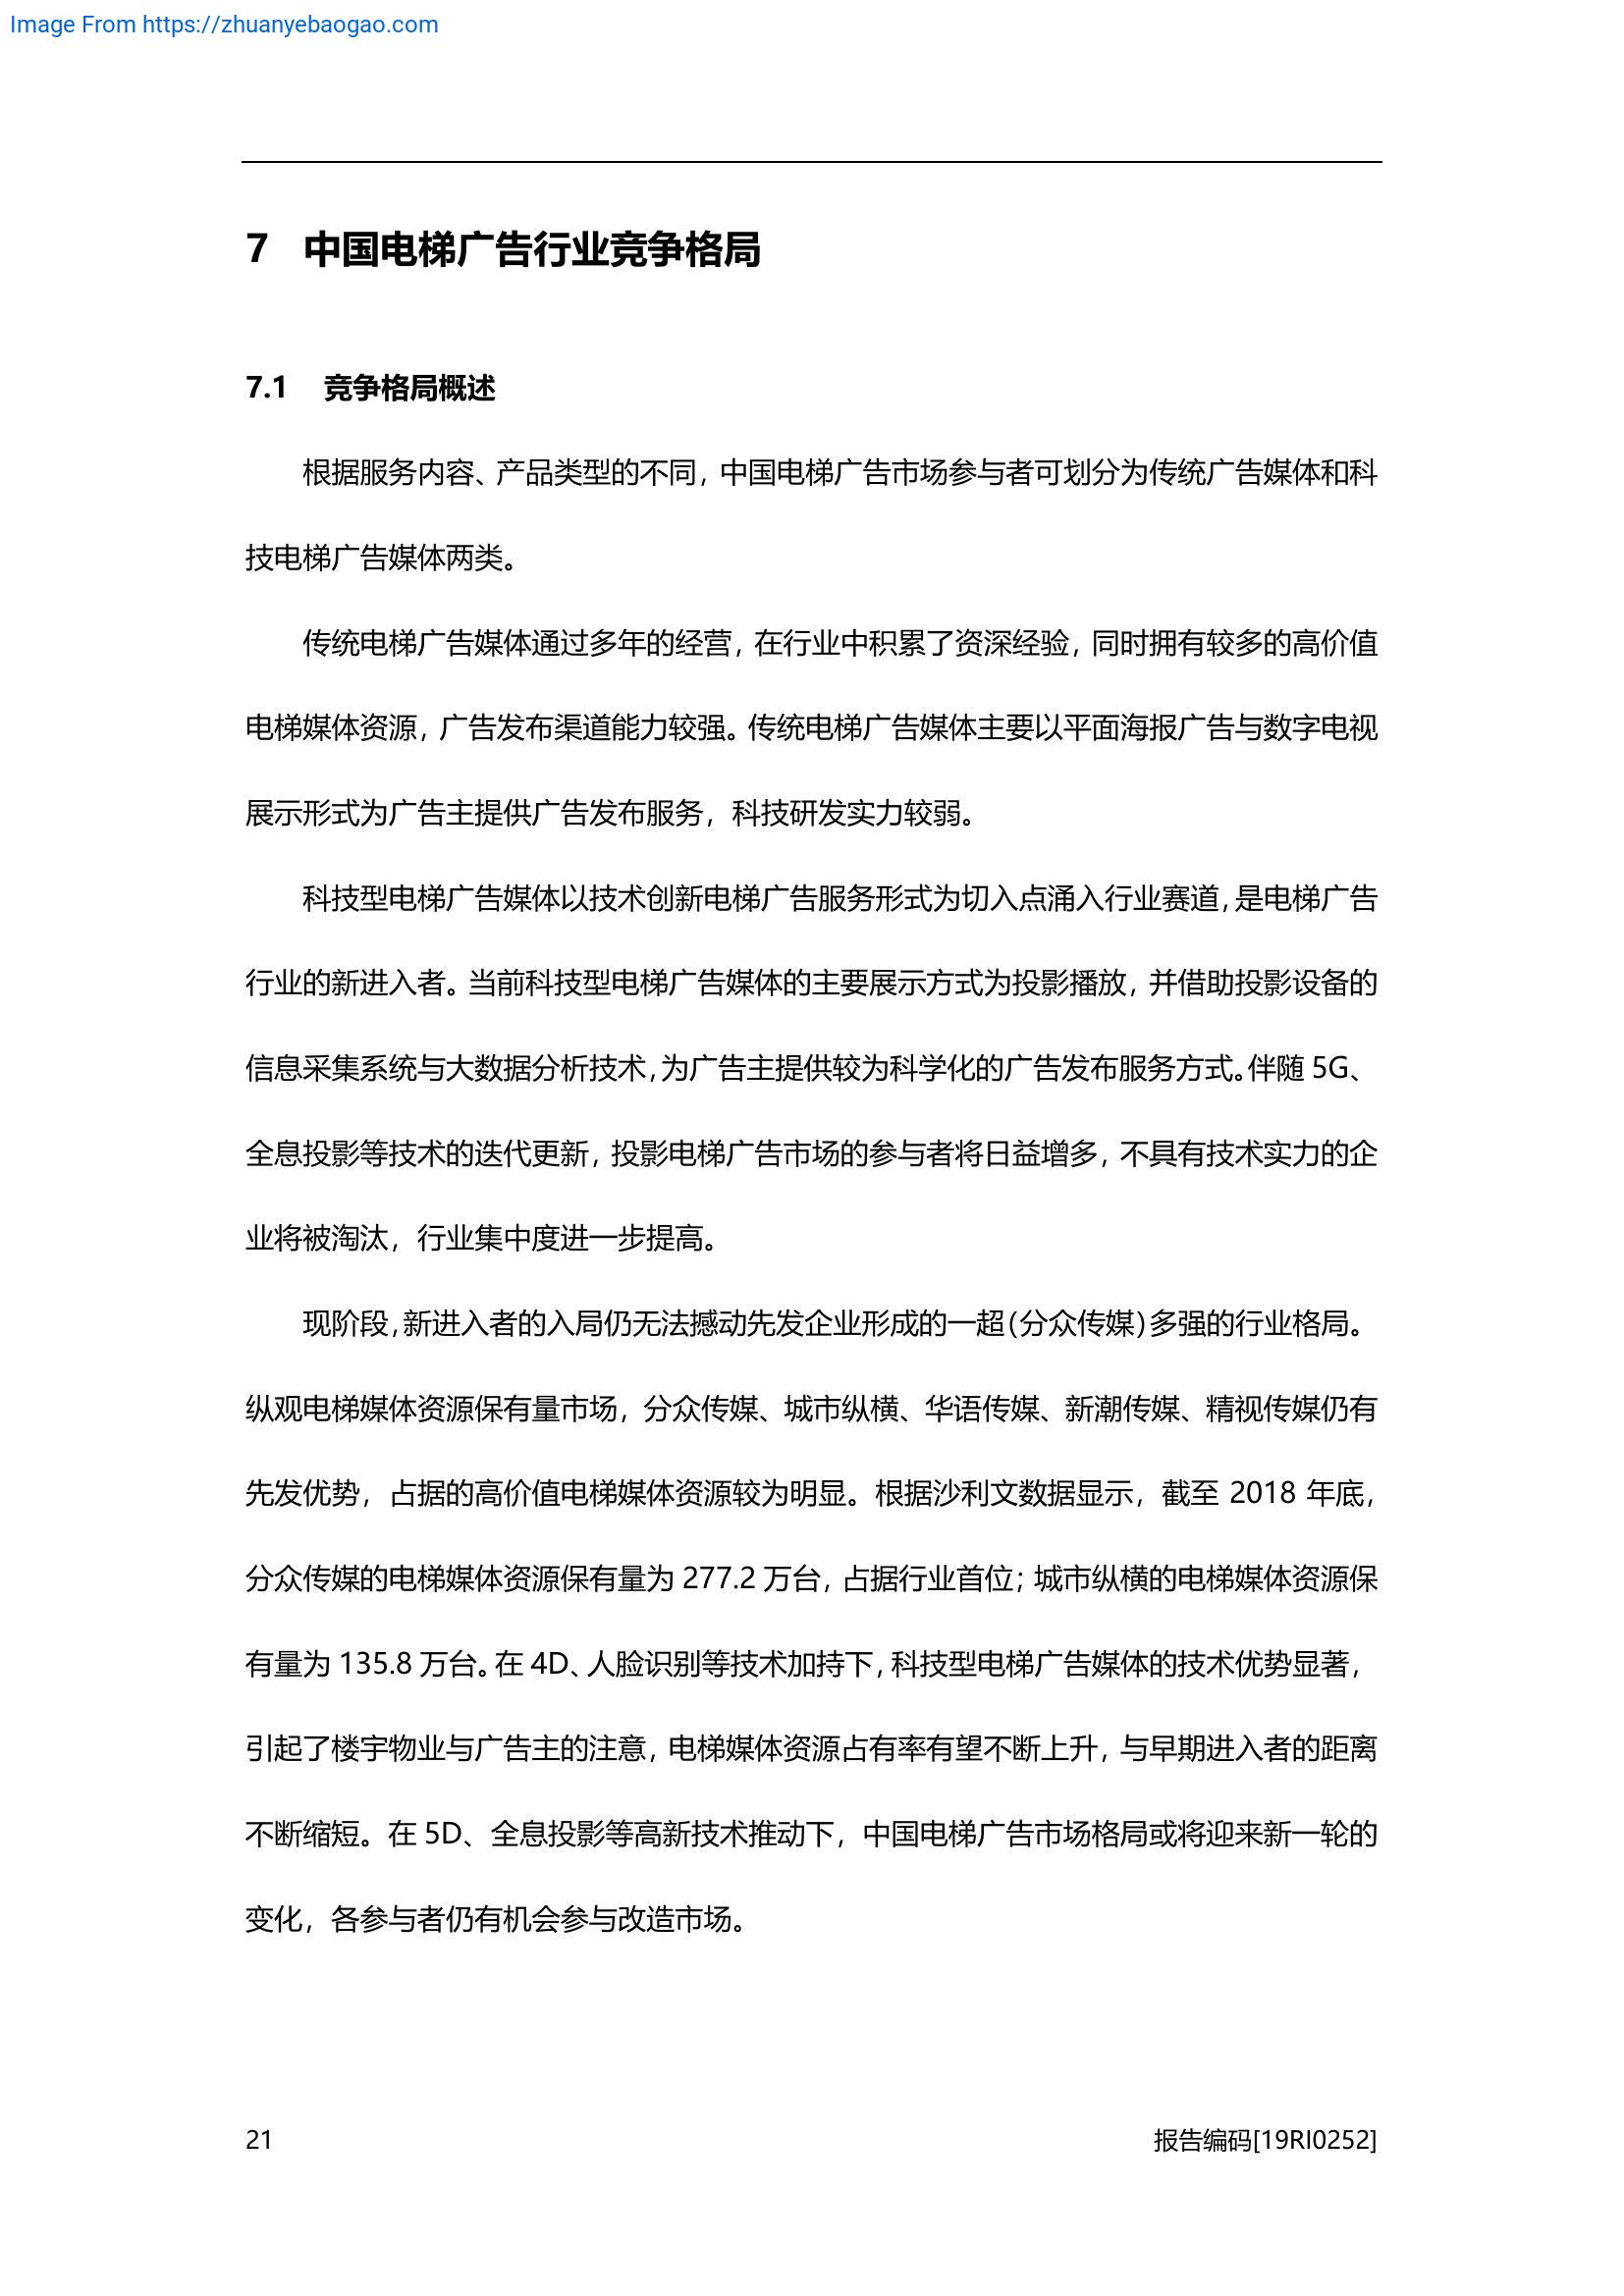 Image From https://zhuanyebaogao.com
7 中国电梯广告行业竞争格局
7.1 竞争格局概述
根据服务内容、产品类型的不同，中国电梯广告市场参与者可划分为传统广告媒体和科
技电梯广告媒体两类。
传统电梯广告媒体通过多年的经营，在行业中积累了资深经验，同时拥有较多的高价值
电梯媒体资源，广告发布渠道能力较强。传统电梯广告媒体主要以平面海报广告与数字电视
展示形式为广告主提供广告发布服务，科技研发实力较弱。
科技型电梯广告媒体以技术创新电梯广告服务形式为切入点涌入行业赛道，是电梯广告
行业的新进入者。当前科技型电梯广告媒体的主要展示方式为投影播放，并借助投影设备的
信息采集系统与大数据分析技术，为广告主提供较为科学化的广告发布服务方式。伴随 5G、
全息投影等技术的迭代更新，投影电梯广告市场的参与者将日益增多，不具有技术实力的企
业将被淘汰，行业集中度进一步提高。
现阶段，新进入者的入局仍无法撼动先发企业形成的一超（分众传媒）多强的行业格局。
纵观电梯媒体资源保有量市场，分众传媒、城市纵横、华语传媒、新潮传媒、精视传媒仍有
先发优势，占据的高价值电梯媒体资源较为明显。根据沙利文数据显示，截至 2018 年底，
分众传媒的电梯媒体资源保有量为 277.2 万台，占据行业首位；城市纵横的电梯媒体资源保
有量为 135.8 万台。在 4D、人脸识别等技术加持下，科技型电梯广告媒体的技术优势显著，
引起了楼宇物业与广告主的注意，电梯媒体资源占有率有望不断上升，与早期进入者的距离
不断缩短。在 5D、全息投影等高新技术推动下，中国电梯广告市场格局或将迎来新一轮的
变化，各参与者仍有机会参与改造市场。
21 报告编码[19RI0252]